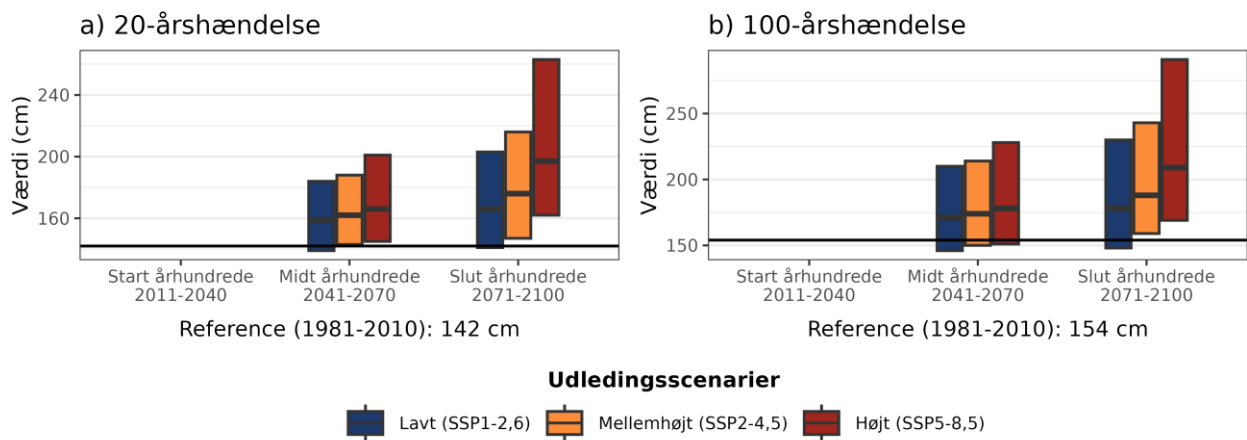 a) 20-årshændelse
b) 100-årshændelse
Værdi (cm)
240
200
160
Start århundrede
2011-2040
Midt århundrede
2041-2070
Slut århundrede
2071-2100
Reference (1981-2010): 142 cm
Værdi (cm)
250
200
150
Start århundrede
2011-2040
Midt århundrede
2041-2070
Slut århundrede
2071-2100
Reference (1981-2010): 154 cm
Udledingsscenarier
Lavt (SSP1-2,6)
Mellemhøjt (SSP2-4,5)
Højt (SSP5-8,5)